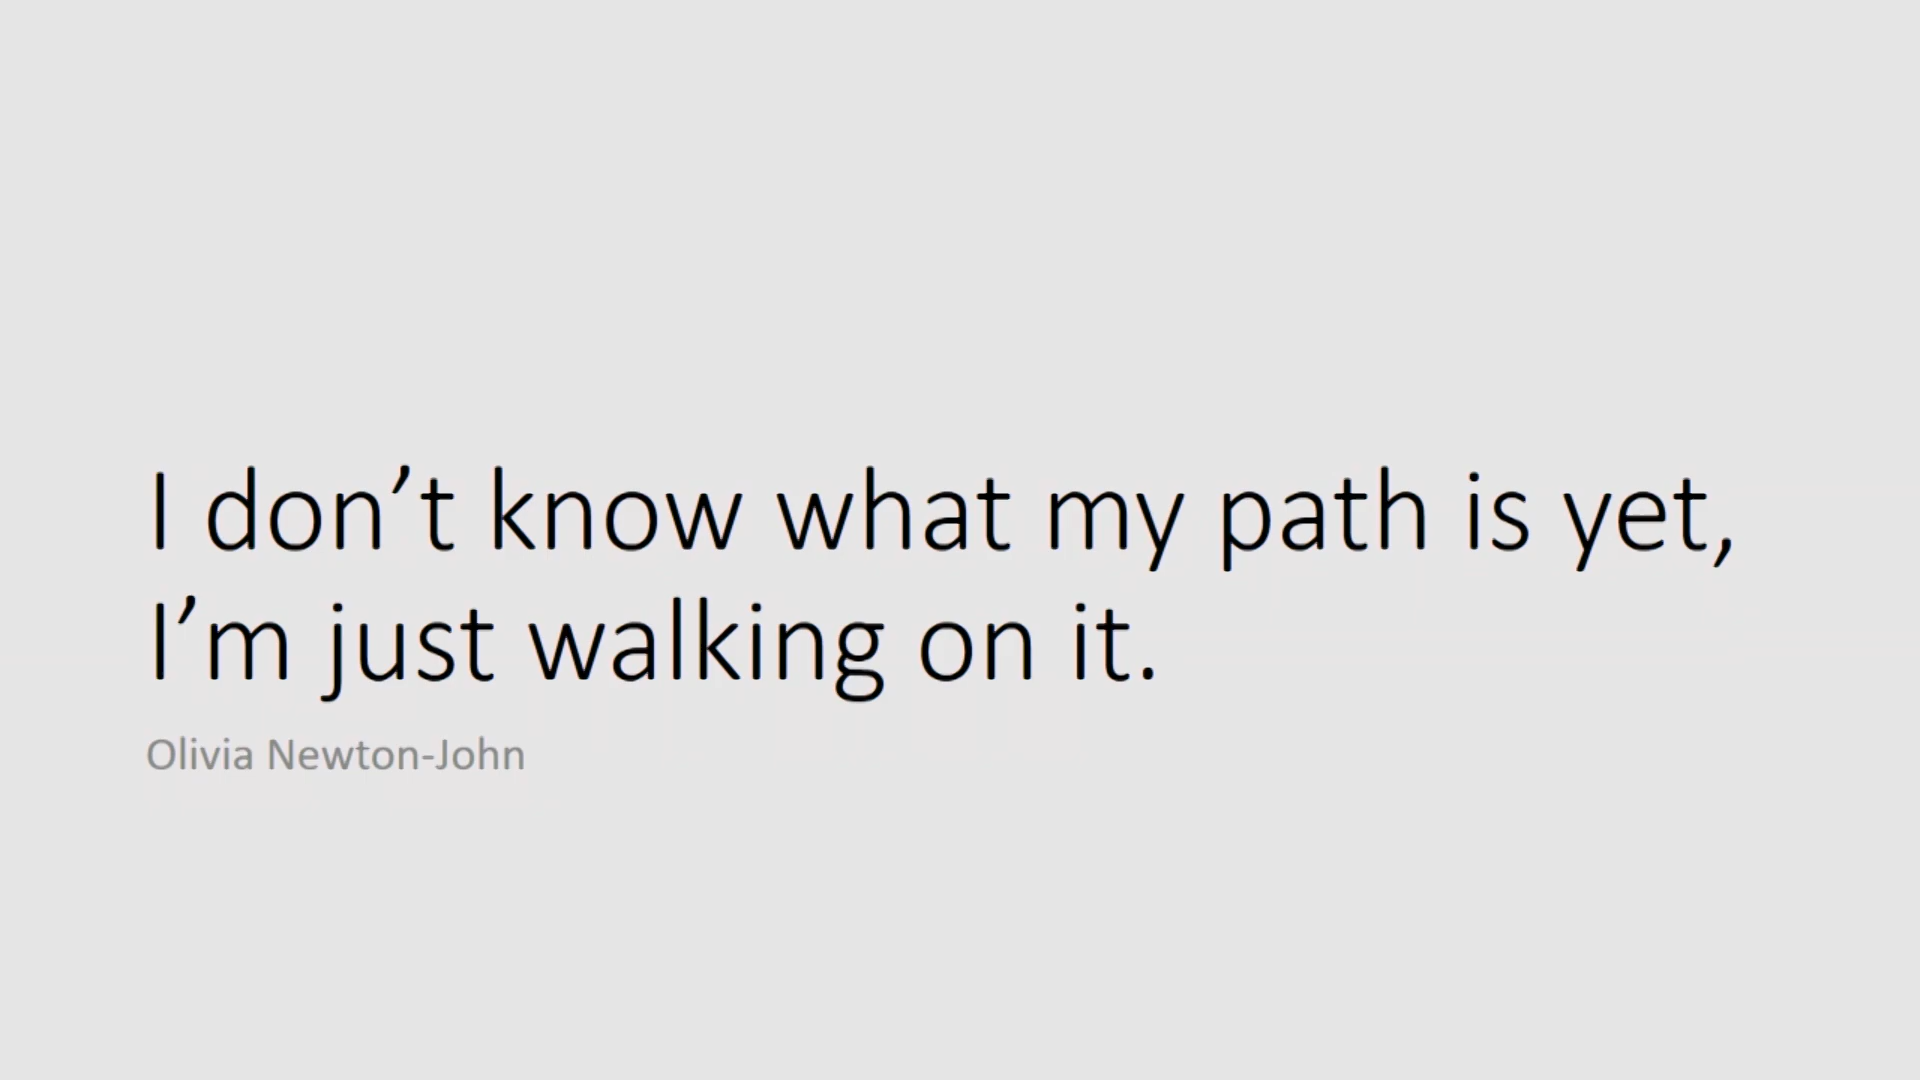 I don’t know what my path is yet,
I’m just walking on it.
Olivia Newton-John